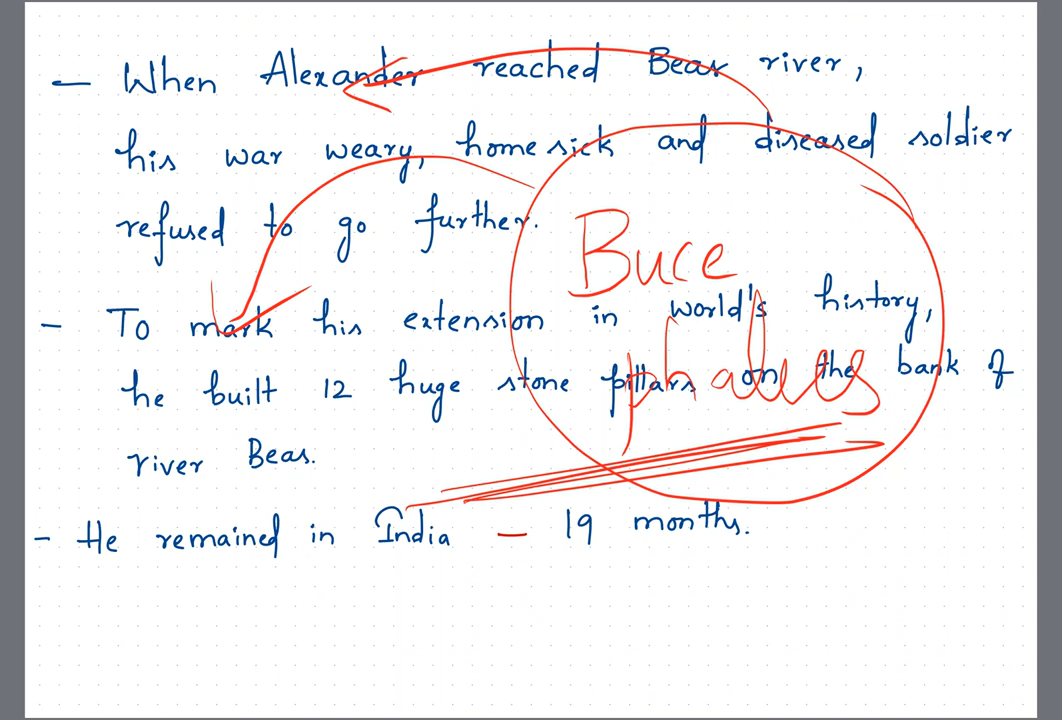 - When Alexander reached Beas river,
his war weary, home sick and diseased soldier
refused to go further.
Buce
phalus
- To mark his extension in world's history,
he built 12 huge stone pillars on the bank of
river Beas.
- He remained in India - 19 months.